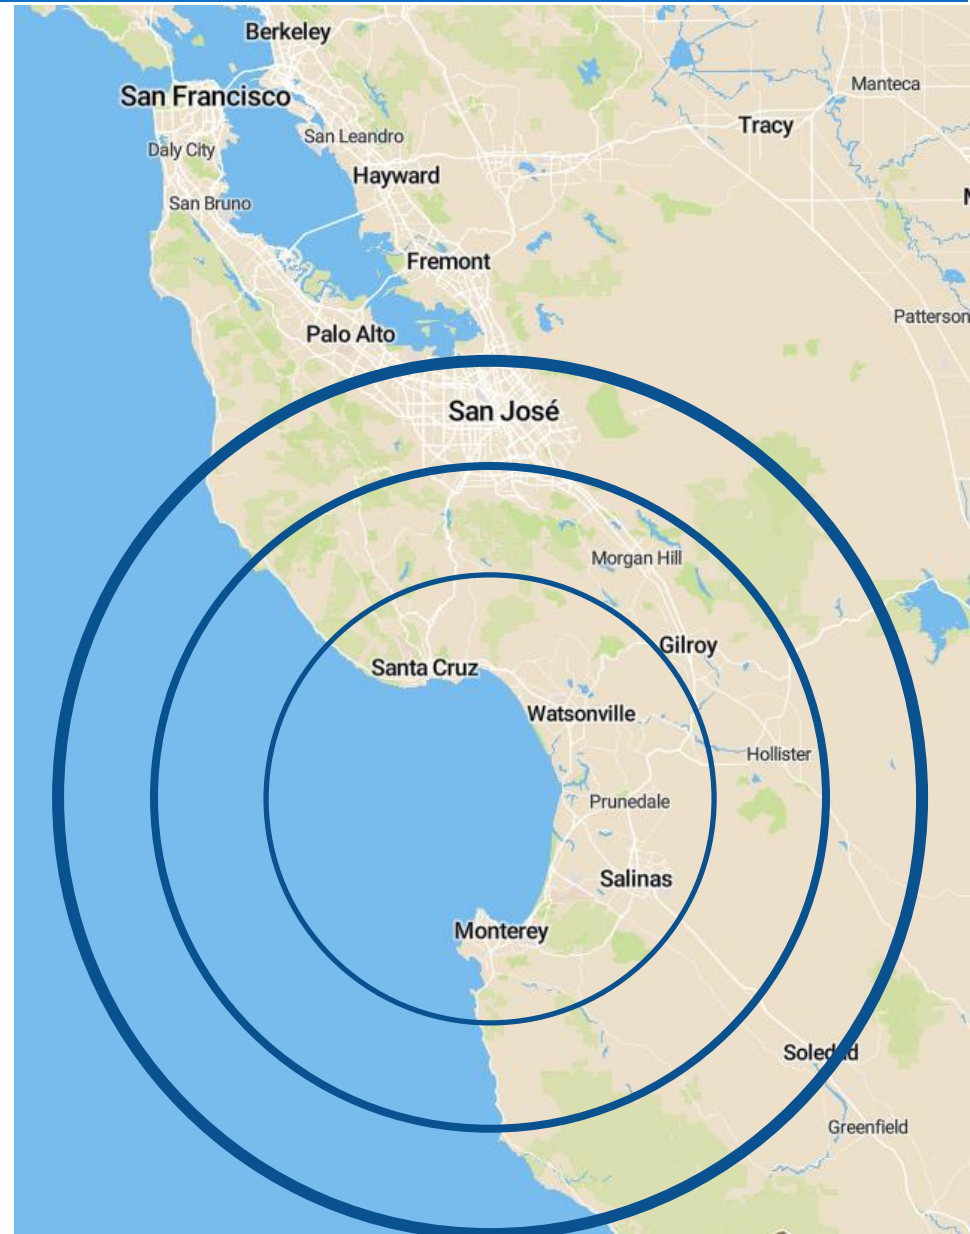 Berkeley
Manteca
San Francisco
Tracy
San Leandro
Daly City
Hayward
San Bruno
Fremont
Patterson
Palo Alto
San José
Morgan Hill
Gilroy
Santa Cruz
Watsonville
Hollister
Prunedale
Salinas
Monterey
Soledad
Greenfield